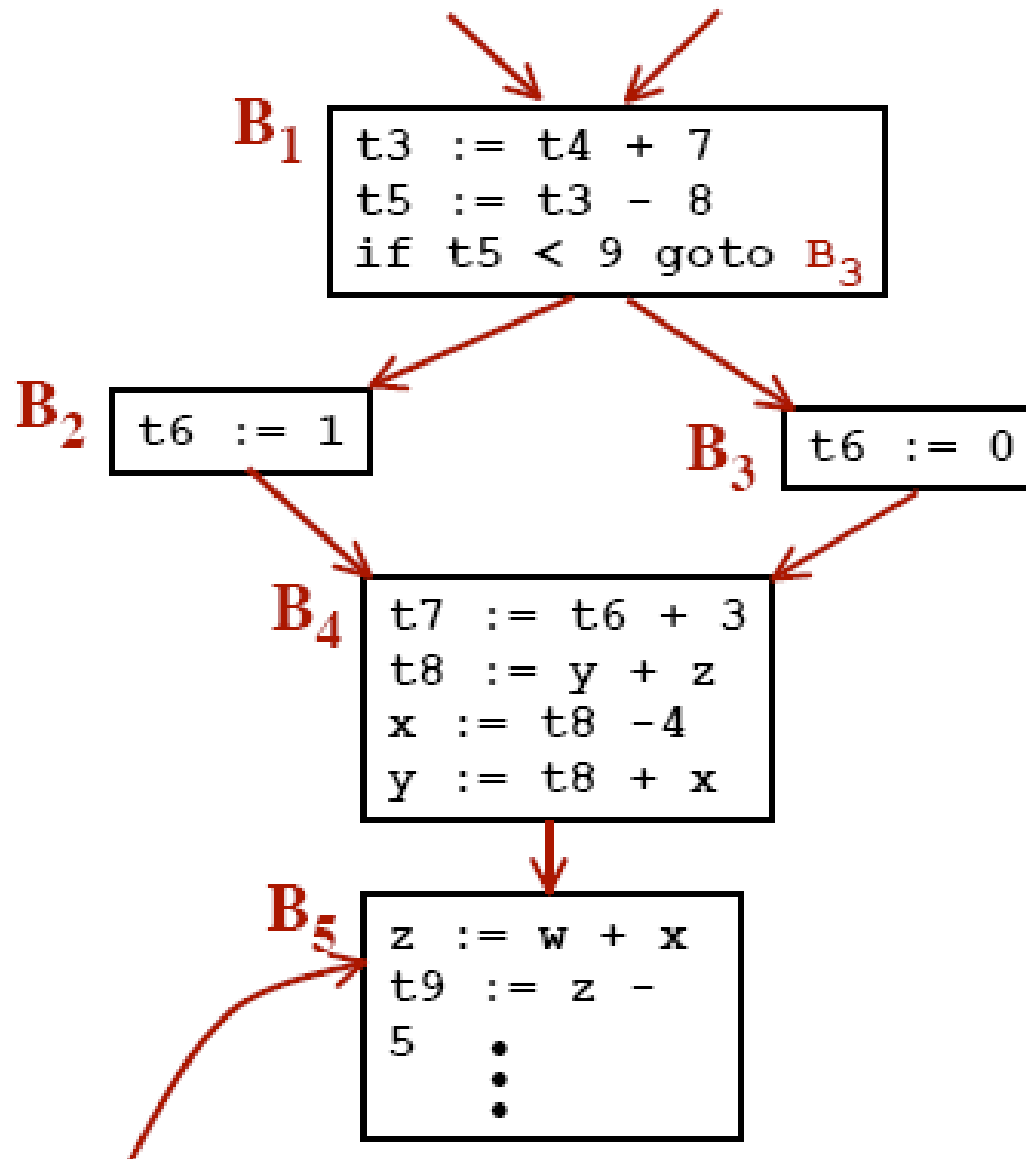 B1
t3 := t4 + 7
t5 := t3 - 8
if t5 < 9 goto B3
B2
t6 := 1
B3
t6 := 0
B4
t7 := t6 + 3
t8 := y + z
x := t8 -4
y := t8 + x
B5
z := w + x
t9 := z -
5